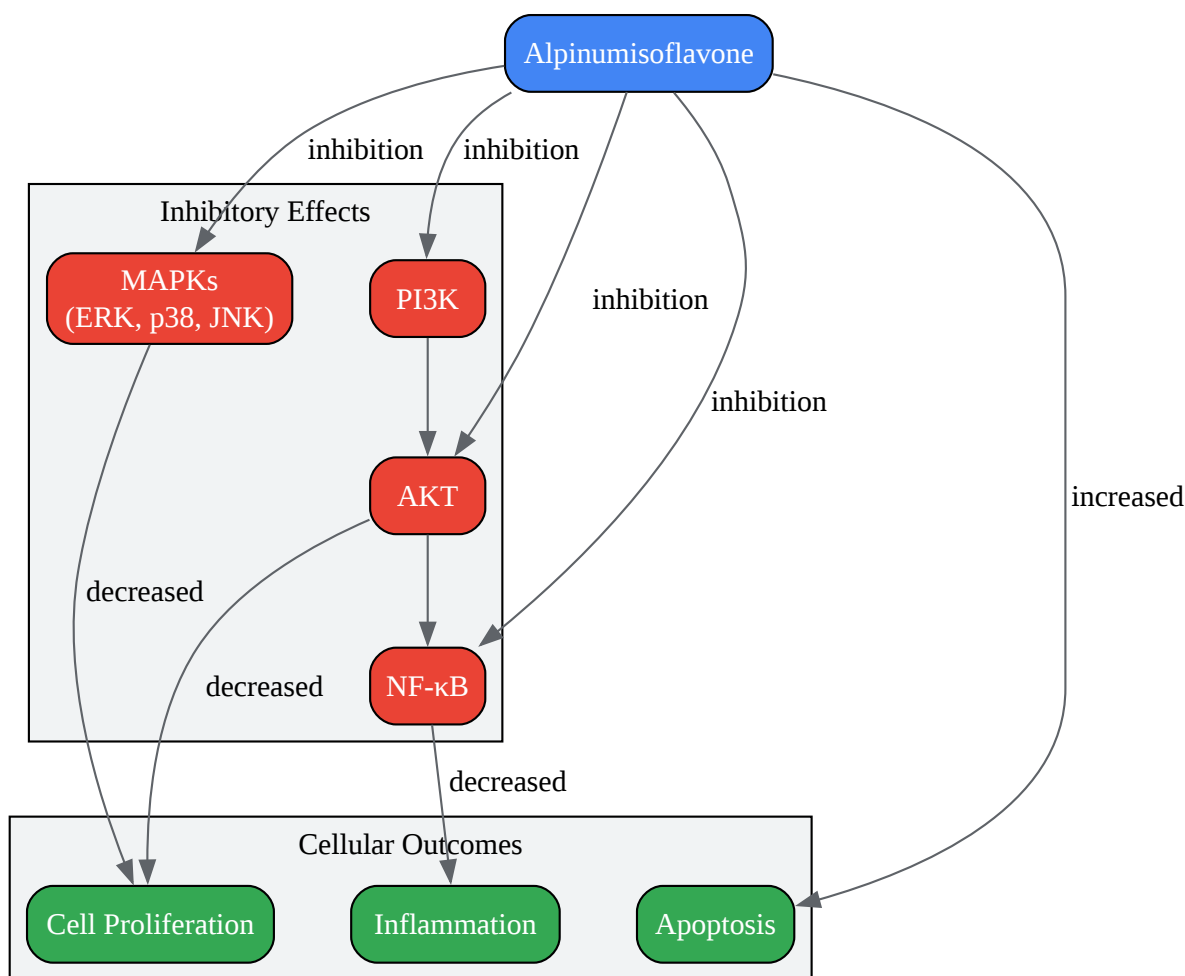 Alpinumisoflavone
inhibition
inhibition
Inhibitory Effects
MAPKs
(ERK, p38, JNK)
PI3K
inhibition
inhibition
AKT
increased
decreased
decreased
NF-κB
decreased
Cellular Outcomes
Cell Proliferation
Inflammation
Apoptosis